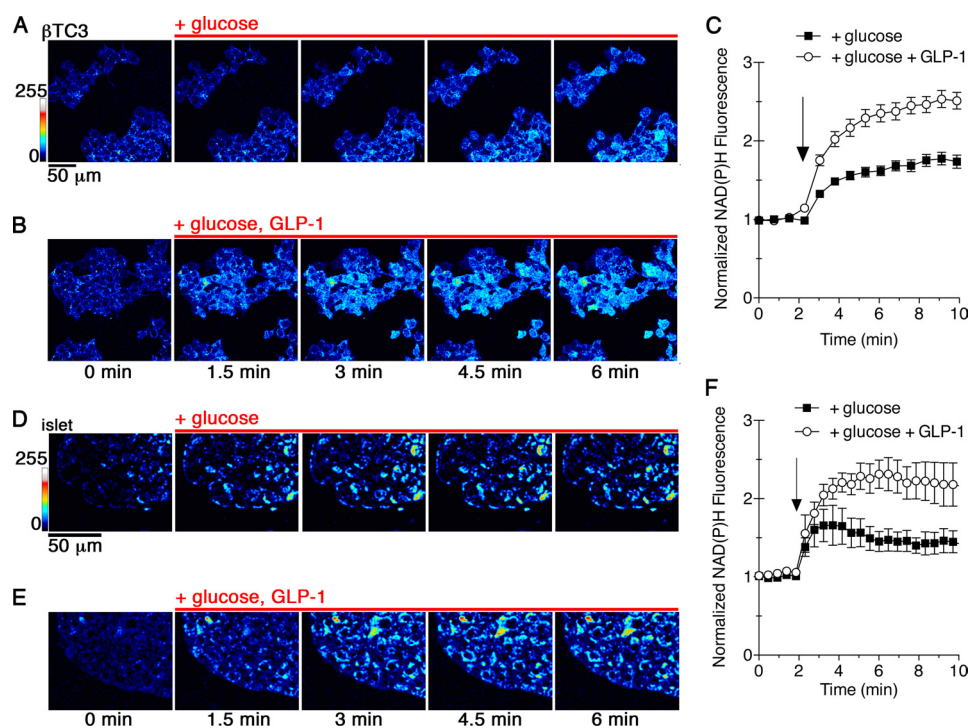 A
βTC3
+ glucose
255
0
50 μm
B
+ glucose, GLP-1
0 min
1.5 min
3 min
4.5 min
6 min
C
+ glucose
+ glucose + GLP-1
Normalized NAD(P)H Fluorescence
3
2
1
0
0
2
4
6
8
10
Time (min)
D
islet
+ glucose
255
0
50 μm
E
+ glucose, GLP-1
0 min
1.5 min
3 min
4.5 min
6 min
F
+ glucose
+ glucose + GLP-1
Normalized NAD(P)H Fluorescence
3
2
1
0
0
2
4
6
8
10
Time (min)